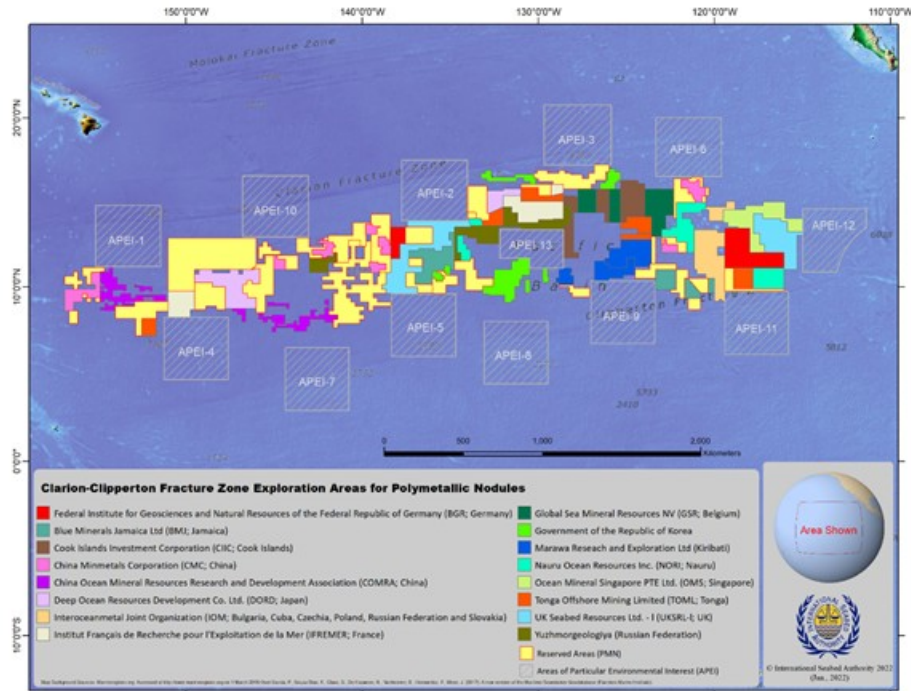 150°0'0"W 140°0'0"W 130°0'0"W 120°0'0"W 110°0'0"W
Molokai Fracture Zone
20°0'0"N
APEI-3
APEI-6
Clarion Fracture Zone
APEI-2
APEI-10
APEI-1
APEI-12
APEI-13
fic
10°0'0"N
B a i n
Clipperton Fract
APEI-9
APEI-5
APEI-11
APEI-4
APEI-8
APEI-7
0 500 1,000 2,000
Kilometers
0°0'0"
10°0'0"S
Clarion-Clipperton Fracture Zone Exploration Areas for Polymetallic Nodules
Federal Institute for Geosciences and Natural Resources of the Federal Republic of Germany (BGR; Germany)
Blue Minerals Jamaica Ltd (BMJ; Jamaica)
Cook Islands Investment Corporation (CIIC; Cook Islands)
China Minmetals Corporation (CMC; China)
China Ocean Mineral Resources Research and Development Association (COMRA; China)
Deep Ocean Resources Development Co. Ltd. (DORD; Japan)
Interoceanmetal Joint Organization (IOM; Bulgaria, Cuba, Czechia, Poland, Russian Federation and Slovakia)
Institut Français de Recherche pour l'Exploitation de la Mer (IFREMER; France)
Global Sea Mineral Resources NV (GSR; Belgium)
Government of the Republic of Korea
Marawa Reseach and Exploration Ltd (Kiribati)
Nauru Ocean Resources Inc. (NORI; Nauru)
Ocean Mineral Singapore PTE Ltd. (OMS; Singapore)
Tonga Offshore Mining Limited (TOML; Tonga)
UK Seabed Resources Ltd. - I (UKSRL-I; UK)
Yuzhmorgeologiya (Russian Federation)
Reserved Areas (PMN)
Areas of Particular Environmental Interest (APEI)
Area Shown
INTERNATIONAL SEABED AUTHORITY
© International Seabed Authority 2022
(Jan., 2022)